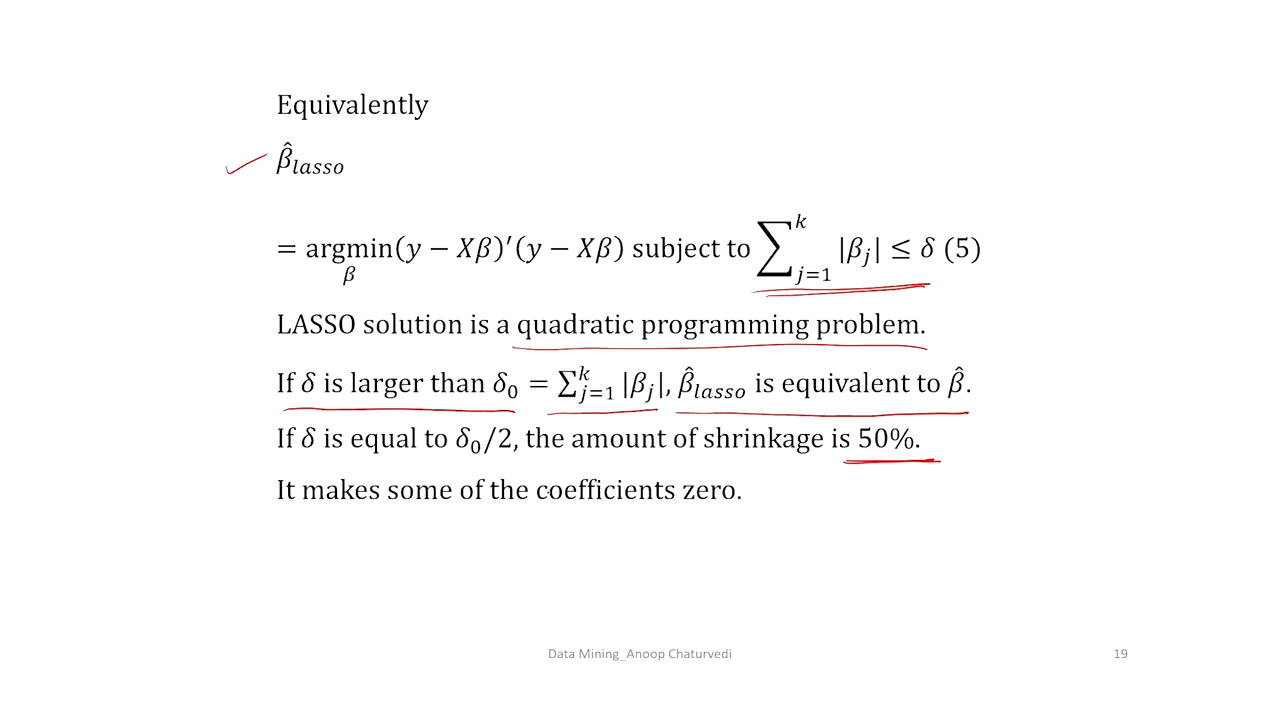 Equivalently
β̂_lasso
= argmin_β (y − Xβ)′(y − Xβ) subject to ∑_{j=1}^{k} |β_j| ≤ δ (5)
LASSO solution is a quadratic programming problem.
If δ is larger than δ₀ = ∑_{j=1}^{k} |β_j|, β̂_lasso is equivalent to β̂.
If δ is equal to δ₀/2, the amount of shrinkage is 50%.
It makes some of the coefficients zero.
Data Mining_Anoop Chaturvedi
19